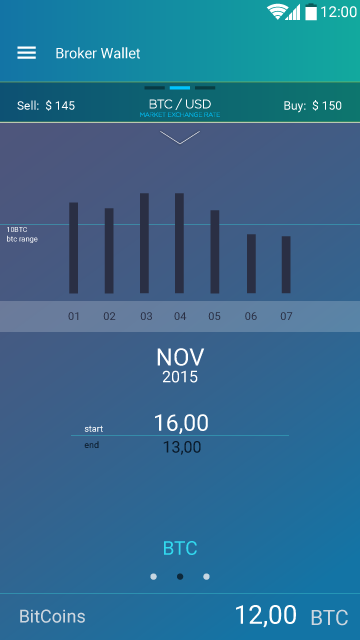 12:00
Broker Wallet
Sell: $ 145
BTC / USD
Buy: $ 150
MARKET EXCHANGE RATE
10BTC
btc range
01 02 03 04 05 06 07
NOV
2015
start 16,00
end 13,00
BTC
BitCoins 12,00 BTC